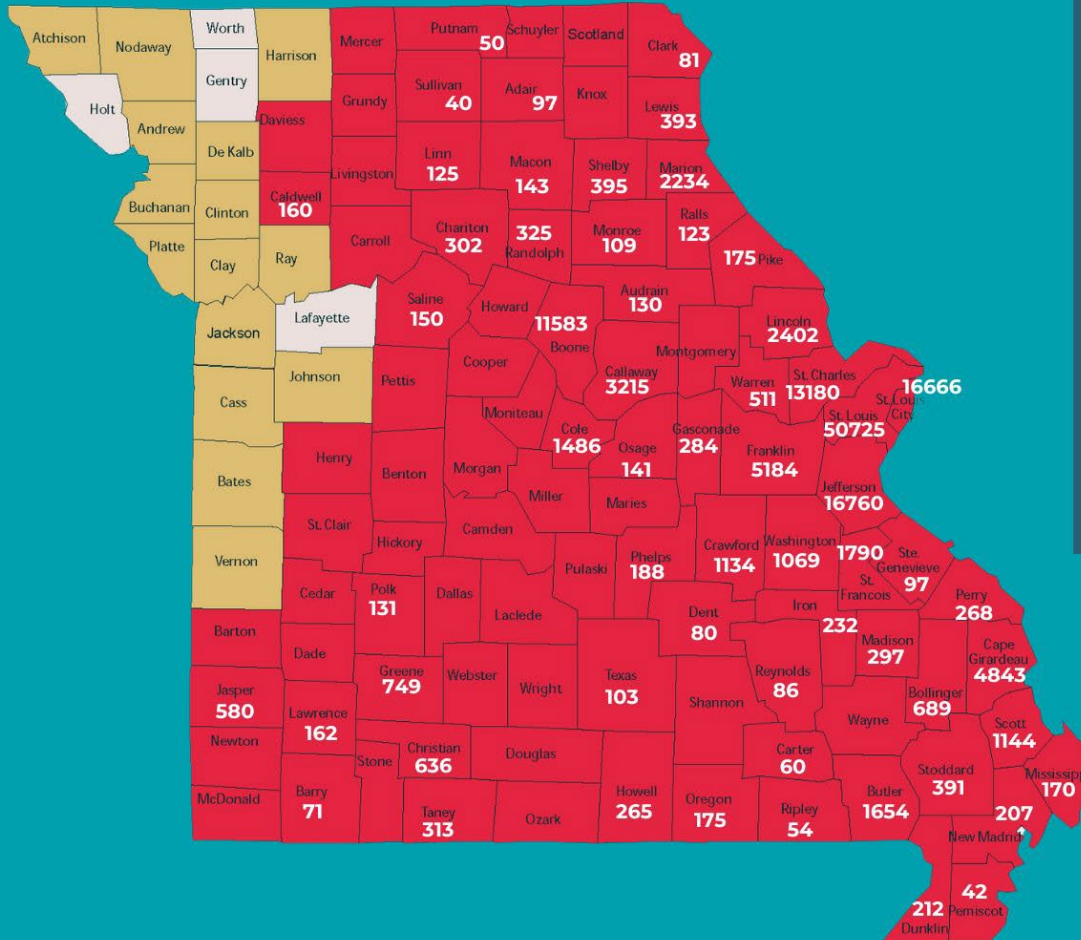 Atchison
Nodaway
Worth
Harrison
Mercer
Putnam
50
Schuyler
Scotland
Clark
81
Holt
Gentry
Grundy
Sullivan
40
Adair
97
Knox
Lewis
393
Andrew
Daviess
De Kalb
Livingston
Linn
125
Macon
143
Shelby
395
Marion
2234
Buchanan
Clinton
Caldwell
160
Carroll
Chariton
302
325
Randolph
Monroe
109
Ralls
123
175 Pike
Platte
Clay
Ray
Jackson
Lafayette
Saline
150
Howard
11583
Boone
Audrain
130
Lincoln
2402
Cass
Johnson
Pettis
Cooper
Callaway
3215
Montgomery
Warren
511
St. Charles
13180
16666
St. Louis
City
St. Louis
50725
Moniteau
Cole
1486
Osage
141
Gasconade
284
Franklin
5184
Jefferson
16760
Bates
Henry
Benton
Morgan
Miller
Maries
Vernon
St. Clair
Hickory
Camden
Pulaski
Phelps
188
Crawford
1134
Washington
1069
1790
St.
Francois
Ste.
Genevieve
97
Perry
268
Cedar
Polk
131
Dallas
Laclede
Dent
80
Iron
232
Madison
297
Cape
Girardeau
4843
Barton
Dade
Greene
749
Webster
Wright
Texas
103
Shannon
Reynolds
86
Wayne
Bollinger
689
Scott
1144
Jasper
580
Lawrence
162
Newton
Stone
Christian
636
Douglas
Carter
60
Stoddard
391
Mississipp
170
McDonald
Barry
71
Taney
313
Ozark
Howell
265
Oregon
175
Ripley
54
Butler
1654
207
New Madrid
42
Pemiscot
212
Dunklin